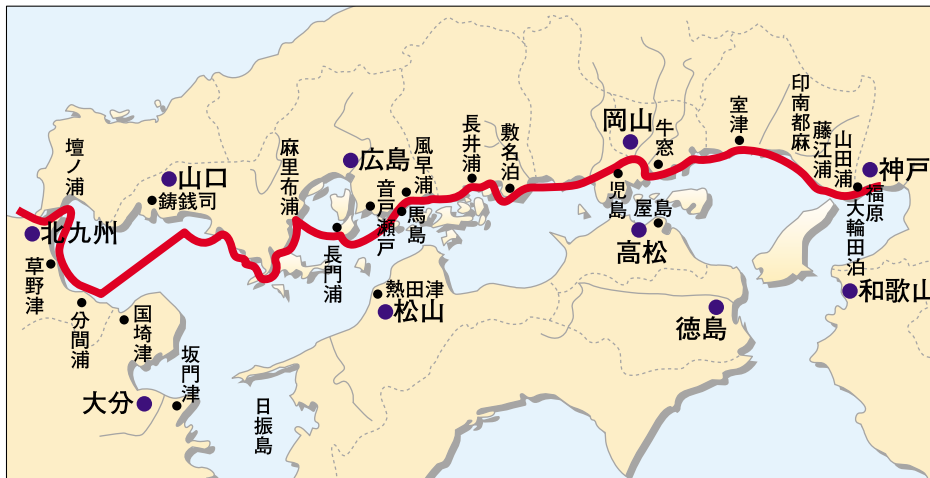 壇ノ浦
北九州
草野津
分間浦
国埼津
大分
坂門津
山口
鋳銭司
麻里布浦
日振島
広島
音戸瀬戸
長門浦
風早浦
馬島
熱田津
松山
長井浦
敷名泊
岡山
児島
牛窓
屋島
高松
徳島
室津
印南都麻
藤江浦
山田浦
神戸
福原
大輪田泊
和歌山